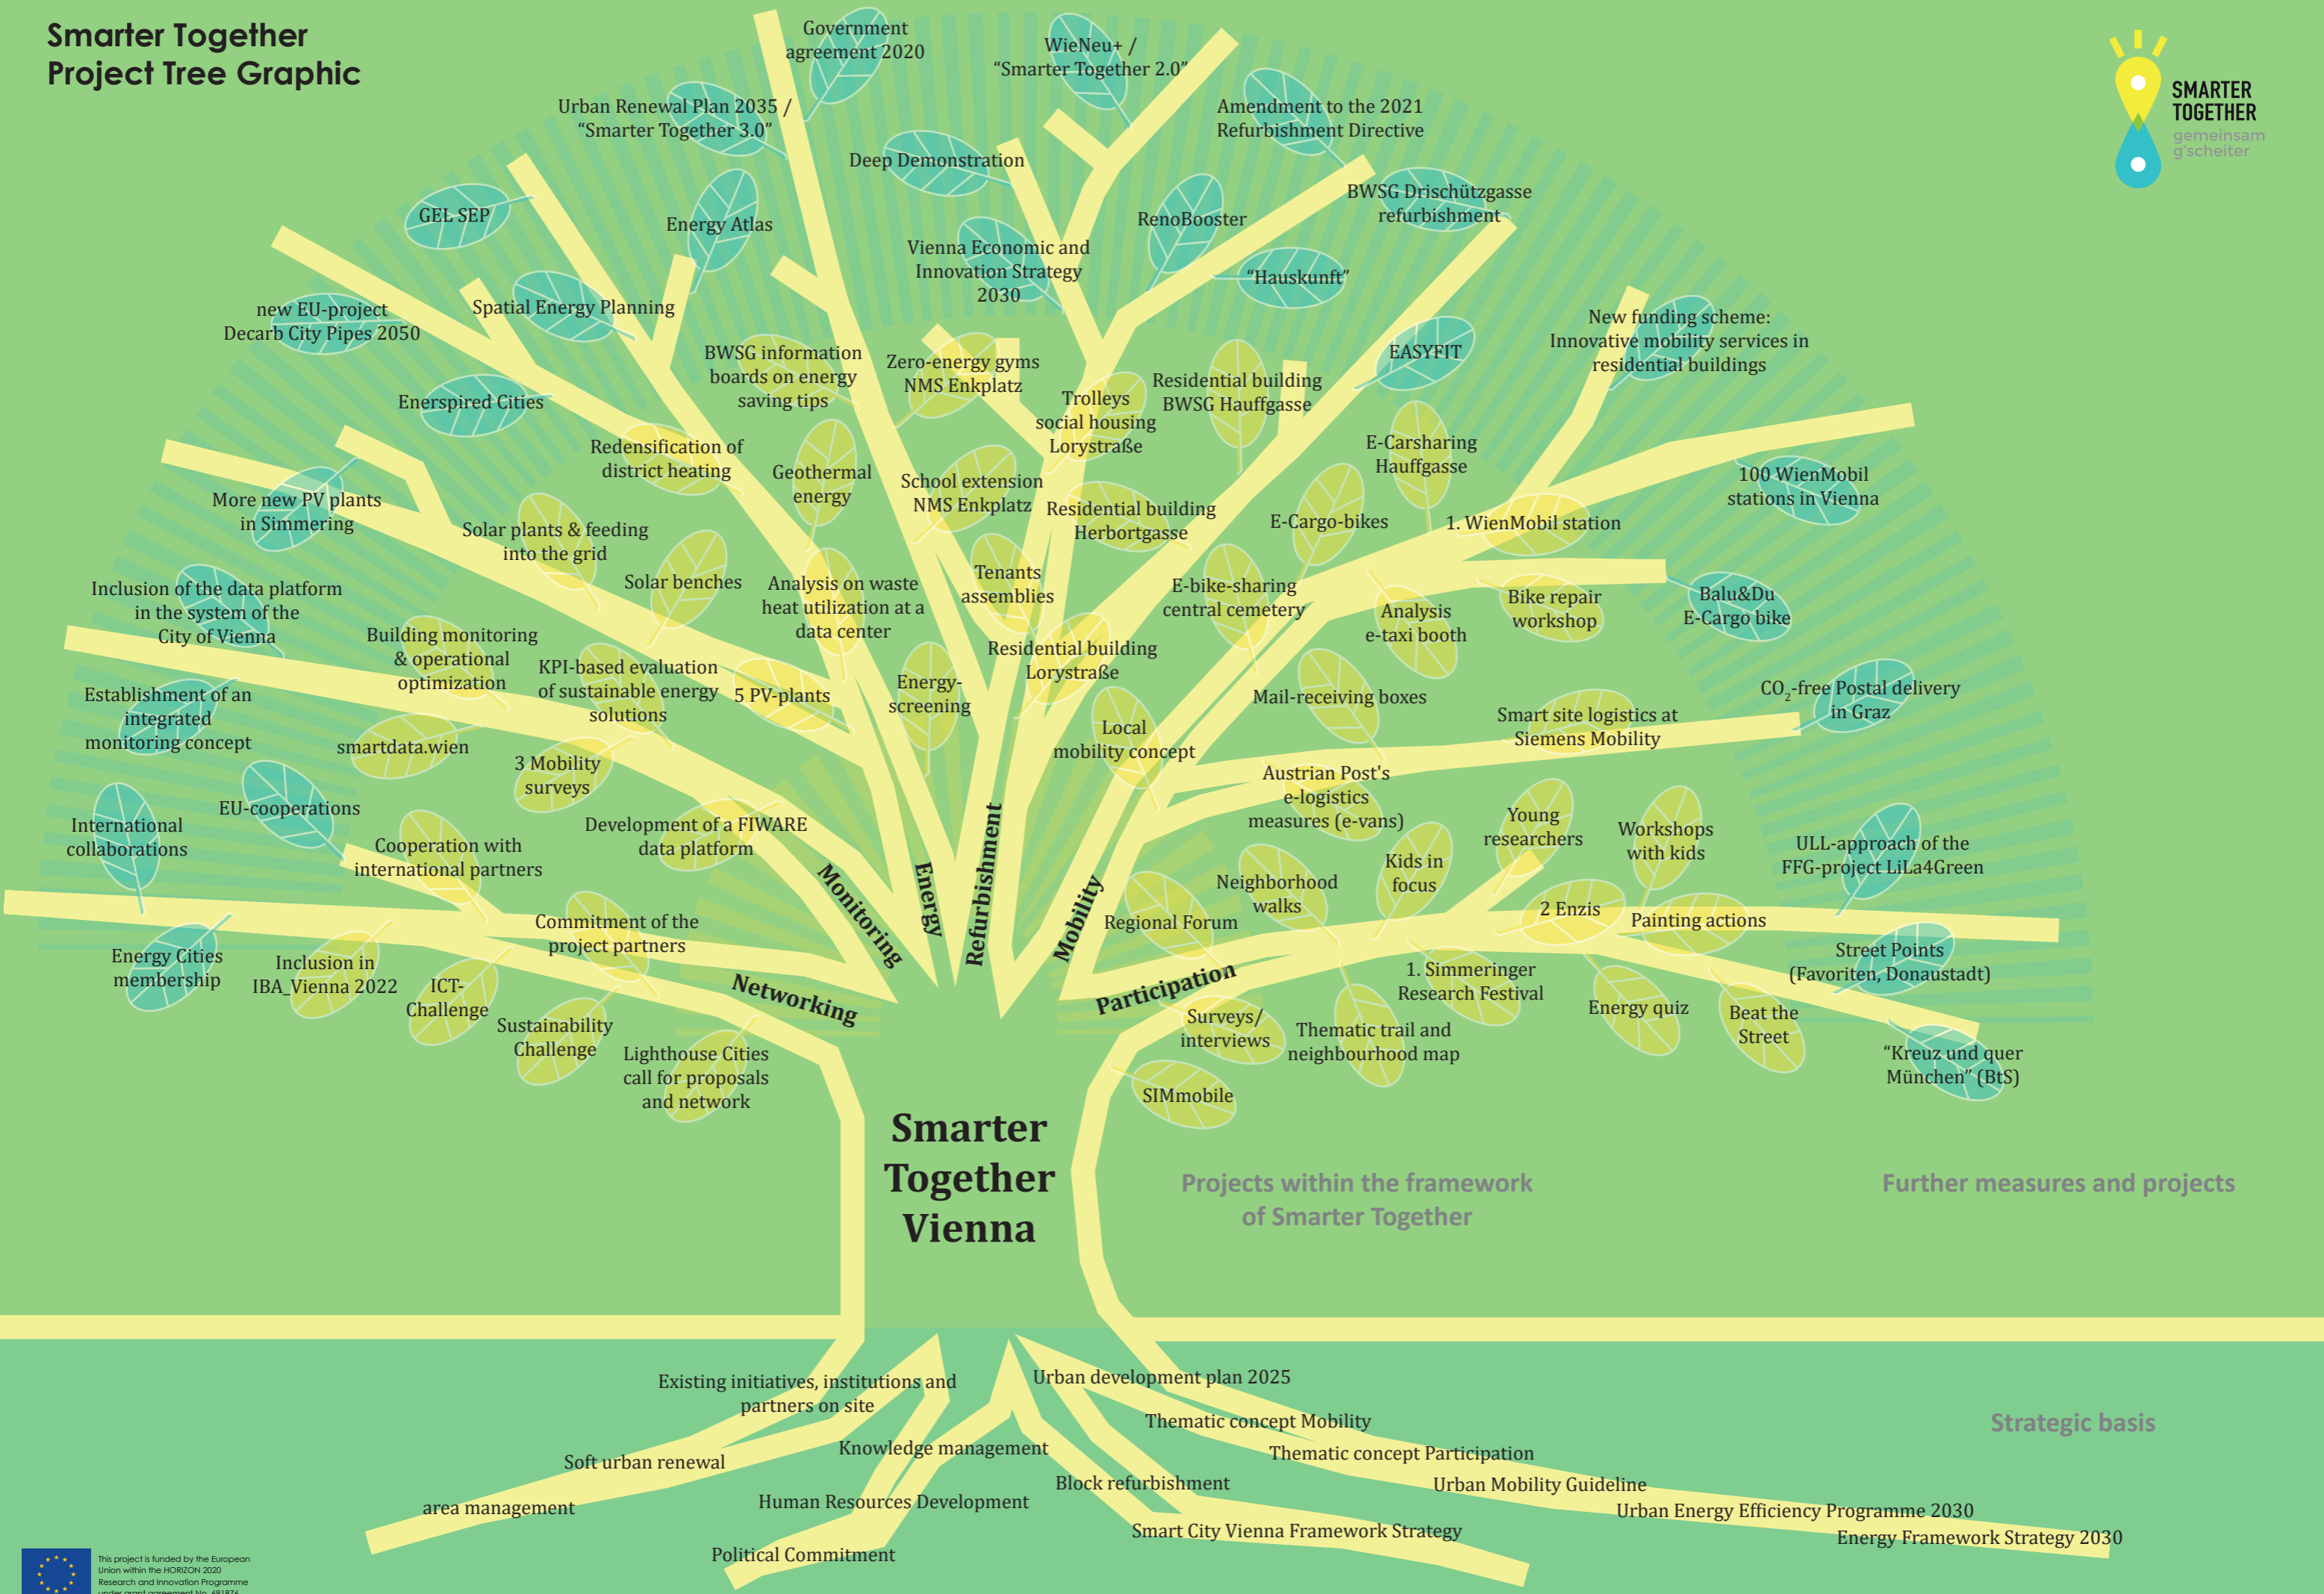 Smarter Together
Project Tree Graphic
SMARTER
TOGETHER
gemeinsam
g'scheiter
Government
agreement 2020
WieNeu+ /
“Smarter Together 2.0”
Urban Renewal Plan 2035 /
“Smarter Together 3.0”
Amendment to the 2021
Refurbishment Directive
Deep Demonstration
BWSG Drischützgasse
refurbishment
GEL SEP
Energy Atlas
RenoBooster
Vienna Economic and
Innovation Strategy
2030
“Hauskunft”
new EU-project
Decarb City Pipes 2050
Spatial Energy Planning
New funding scheme:
Innovative mobility services in
residential buildings
BWSG information
boards on energy
saving tips
Zero-energy gyms
NMS Enkplatz
EASYFIT
Residential building
BWSG Hauffgasse
Trolleys
social housing
Lorystraße
Enerspired Cities
Redensification of
district heating
Geothermal
energy
E-Carsharing
Hauffgasse
School extension
NMS Enkplatz
100 WienMobil
stations in Vienna
More new PV plants
in Simmering
Solar plants & feeding
into the grid
Residential building
Herbortgasse
E-Cargo-bikes
1. WienMobil station
Solar benches
Analysis on waste
heat utilization at a
data center
Tenants
assemblies
E-bike-sharing
central cemetery
Analysis
e-taxi booth
Bike repair
workshop
Balu&Du
E-Cargo bike
Inclusion of the data platform
in the system of the
City of Vienna
Building monitoring
& operational
optimization
KPI-based evaluation
of sustainable energy
solutions
5 PV-plants
Energy-
screening
Residential building
Lorystraße
Mail-receiving boxes
CO2-free Postal delivery
in Graz
Establishment of an
integrated
monitoring concept
smartdata.wien
3 Mobility
surveys
Local
mobility concept
Smart site logistics at
Siemens Mobility
Austrian Post's
e-logistics
measures (e-vans)
International
collaborations
EU-cooperations
Cooperation with
international partners
Development of a FIWARE
data platform
Young
researchers
Workshops
with kids
ULL-approach of the
FFG-project LiLa4Green
Kids in
focus
Neighborhood
walks
Regional Forum
2 Enzis
Painting actions
Commitment of the
project partners
Monitoring
Energy
Refurbishment
Mobility
Networking
Participation
Energy Cities
membership
Inclusion in
IBA_Vienna 2022
ICT-
Challenge
Sustainability
Challenge
Lighthouse Cities
call for proposals
and network
Surveys/
interviews
Thematic trail and
neighbourhood map
1. Simmeringer
Research Festival
Energy quiz
Beat the
Street
Street Points
(Favoriten, Donaustadt)
“Kreuz und quer
München” (BtS)
SIMmobile
Smarter
Together
Vienna
Projects within the framework
of Smarter Together
Further measures and projects
Existing initiatives, institutions and
partners on site
Urban development plan 2025
Thematic concept Mobility
Strategic basis
Knowledge management
Thematic concept Participation
Soft urban renewal
Block refurbishment
Urban Mobility Guideline
area management
Human Resources Development
Urban Energy Efficiency Programme 2030
Smart City Vienna Framework Strategy
Energy Framework Strategy 2030
Political Commitment
This project is funded by the European
Union within the HORIZON 2020
Research and Innovation Programme
under grant agreement No. 691876